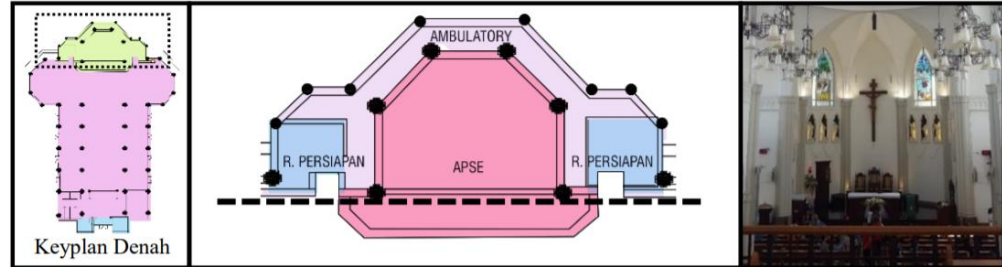 Keyplan Denah
AMBULATORY
R. PERSIAPAN
APSE
R. PERSIAPAN